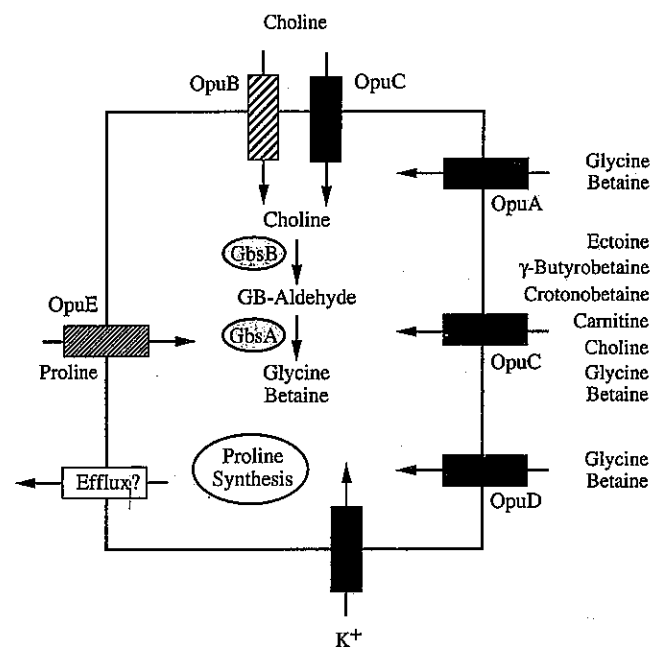 Choline
OpuB
OpuC
Glycine
Betaine
OpuA
Choline
GbsB
GB-Aldehyde
GbsA
Glycine
Betaine
OpuE
Proline
Ectoine
γ-Butyrobetaine
Crotonobetaine
Carnitine
Choline
Glycine
Betaine
OpuC
Efflux?
Proline
Synthesis
Glycine
Betaine
OpuD
K⁺